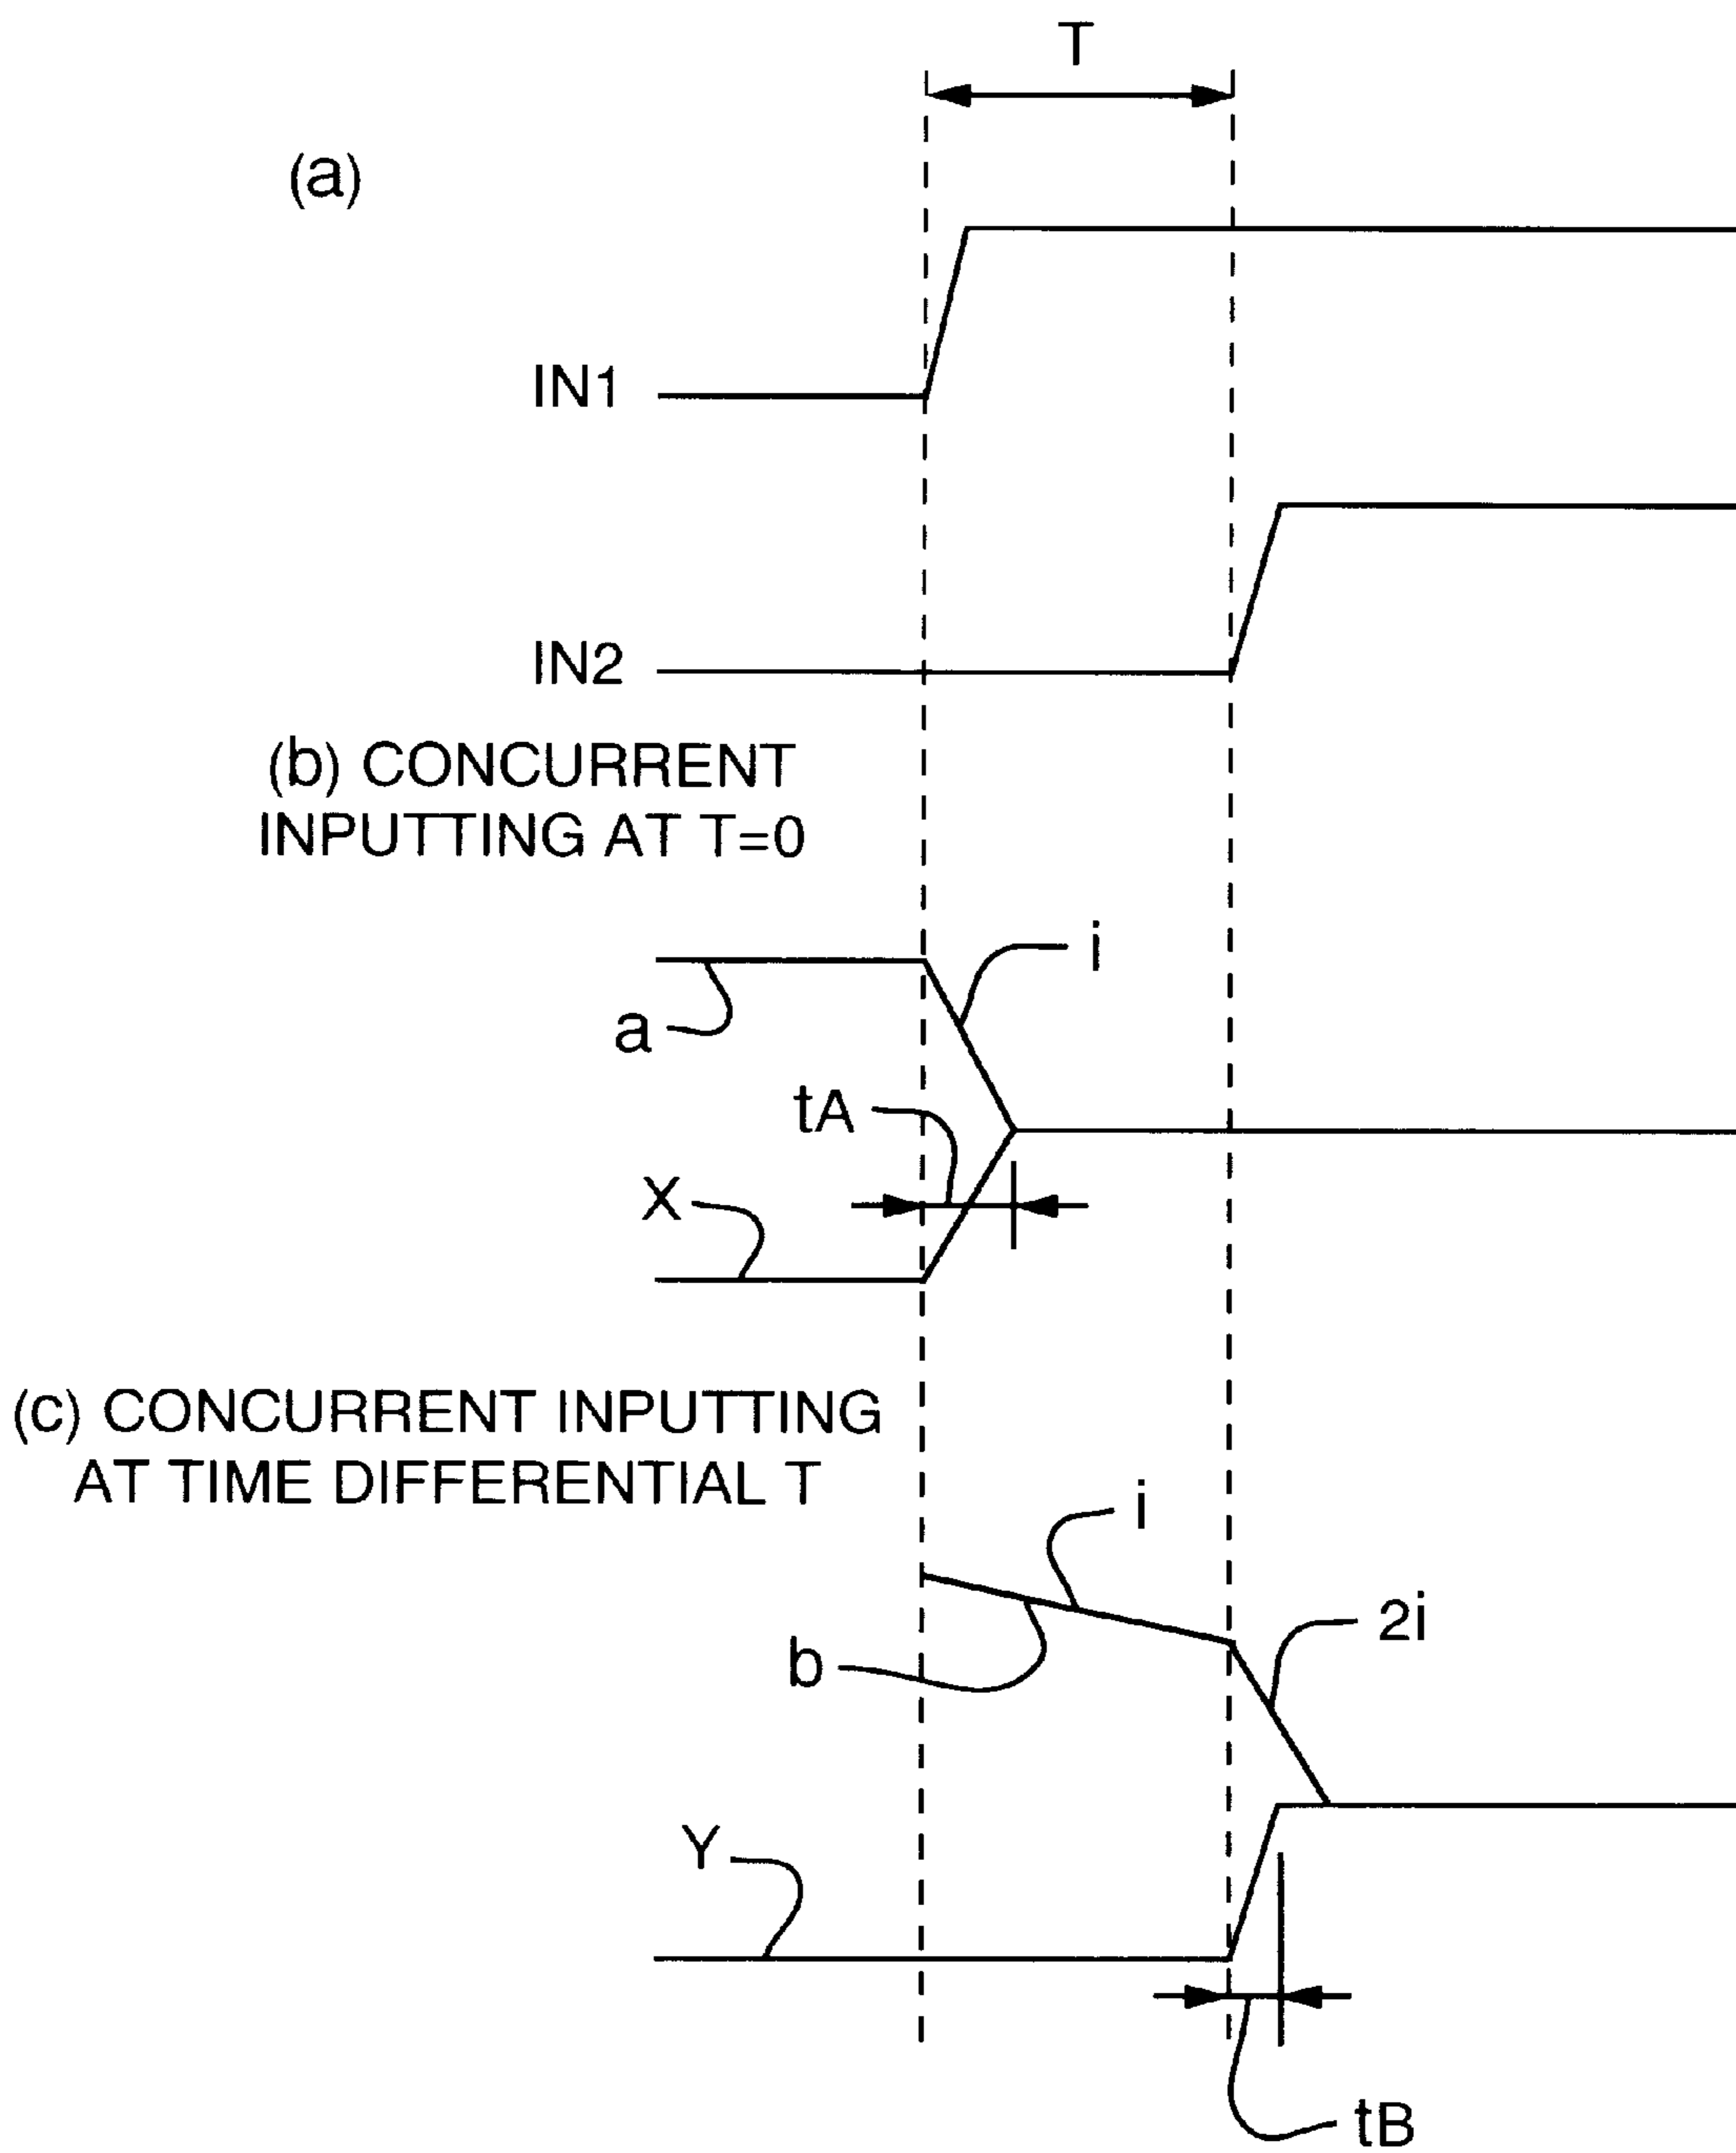 T
(a)
IN1
IN2
(b) CONCURRENT
INPUTTING AT T=0
i
a
tA
X
(c) CONCURRENT INPUTTING
AT TIME DIFFERENTIAL T
i
2i
b
Y
tB